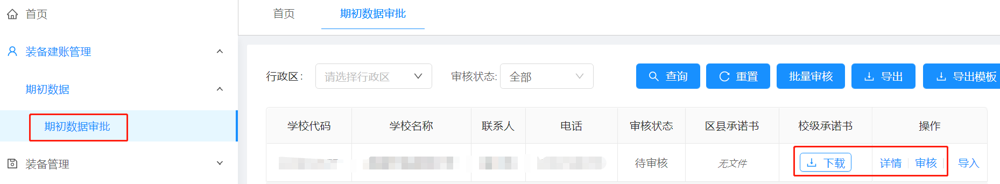 首页
装备建账管理
期初数据
期初数据审批
装备管理
首页 期初数据审批
行政区： 请选择行政区 审核状态: 全部 查询 重置 批量审核 导出 导出模板
学校代码 学校名称 联系人 电话 审核状态 区县承诺书 校级承诺书 操作
待审核 无文件 下载 详情 审核 导入